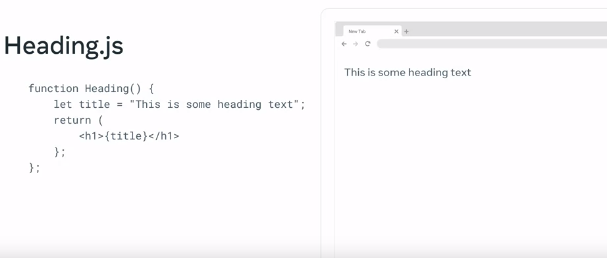 Heading.js
function Heading() {
let title = "This is some heading text";
return (
<h1>{title}</h1>
};
};
New Tab
This is some heading text